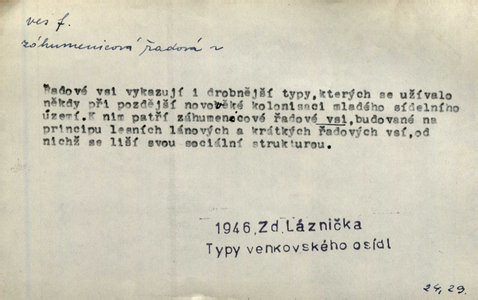 ves f.
záhumenicová řadová v
Řadové vsi vykazují i drobnější typy, kterých se užívalo
někdy při pozdější novověké kolonisaci mladého sídelního
území. K nim patří záhumenecové řadové vsi, budované na
principu lesních lánových a krátkých řadových vsí, od
nichž se liší svou sociální strukturou.
1946, Zd. Láznička
Typy venkovského osídl
24, 29.